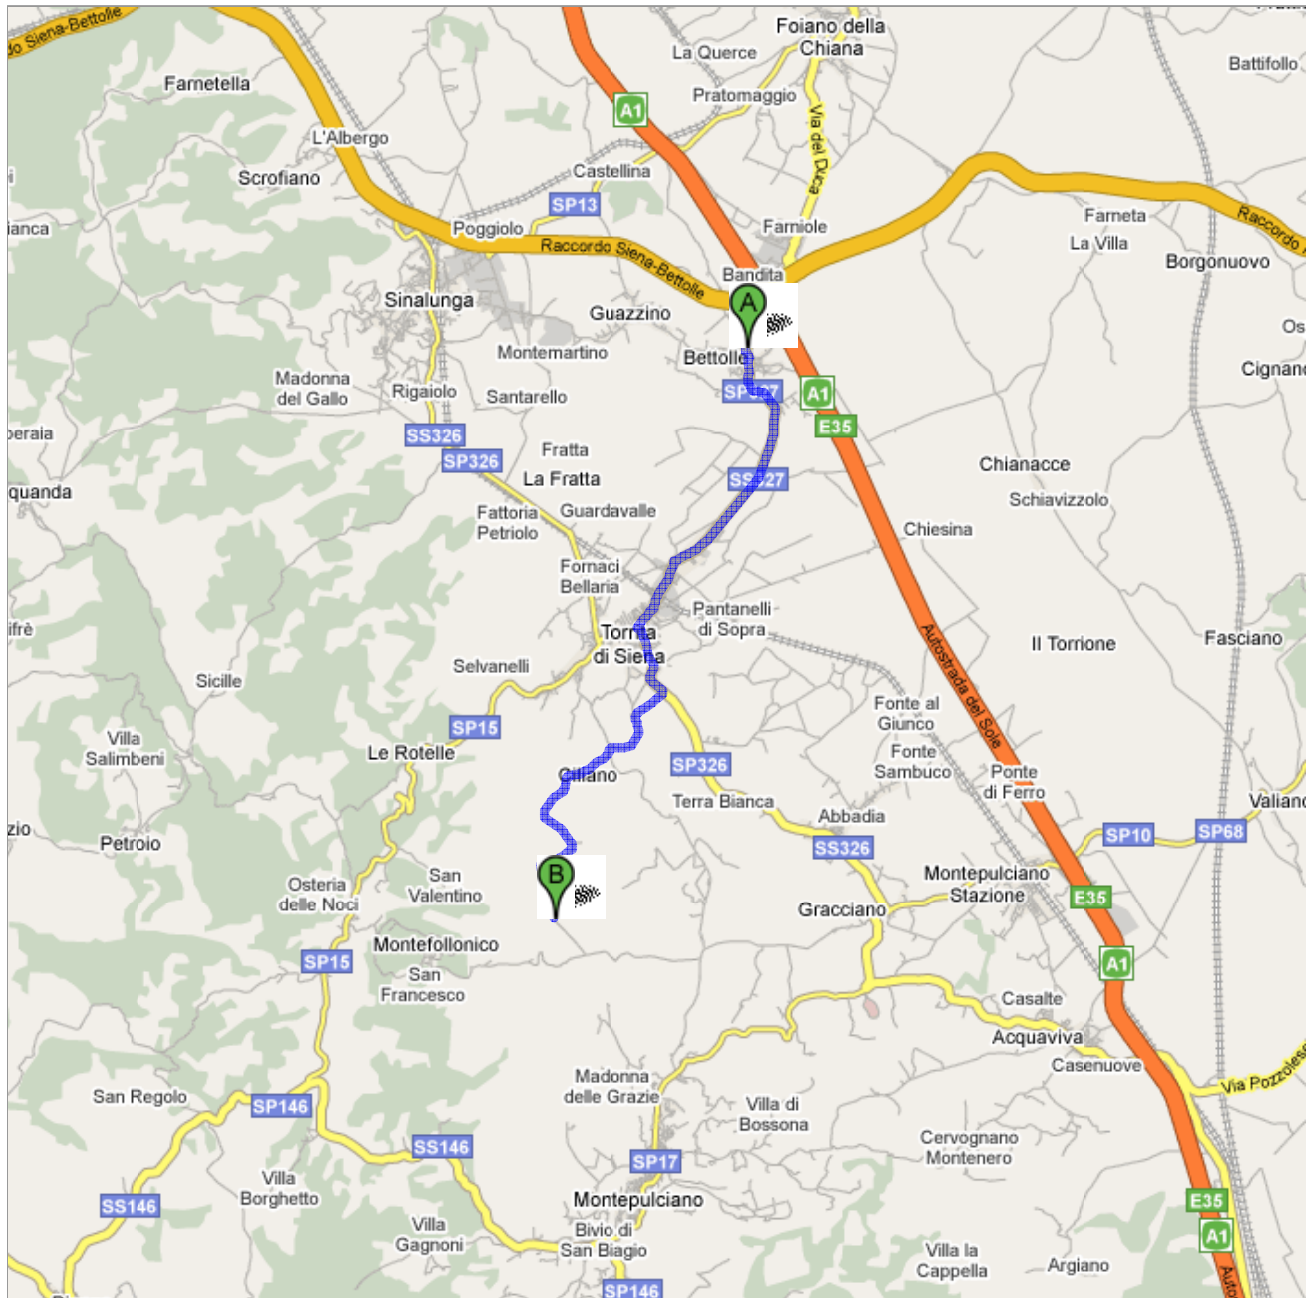 do Siena-Bettolle
Foiano della
Chiana
La Querce
Battifollo
Farnetella
Pratomaggio
A1
Via del Duca
L'Albergo
Castellina
Scrofiano
SP13
Farneta
Raccordo
ianca
Poggiolo
Farniole
La Villa
Raccordo Siena-Bettolle
Borgonuovo
Bandita
Sinalunga
A
Guazzino
Os
Montemartino
Bettolle
Cignano
Madonna
del Gallo
Rigaiolo
Santarello
A1
E35
SS326
peraia
SP326
Fratta
La Fratta
Chianacce
quanda
Schiavizzolo
Fattoria
Petriolo
Guardavalle
Chiesina
Fornaci
Bellaria
Pantanelli
di Sopra
ifrè
Torrita
di Siena
Autostrada del Sole
Il Torrione
Fasciano
Selvanelli
Sicille
Fonte al
Giunco
SP15
Villa
Salimbeni
Le Rotelle
Fonte
Sambuco
SP326
Ciliano
Ponte
di Ferro
Terra Bianca
Valiano
zio
Abbadia
SP10
SP68
Petroio
SS326
Osteria
delle Noci
San
Valentino
B
Montepulciano
Stazione
E35
Gracciano
Montefollonico
SP15
San
Francesco
A1
Casalte
Acquaviva
Casenuove
Via Pozzolese
Madonna
delle Grazie
San Regolo
SP146
Villa di
Bossona
SS146
Cervognano
Montenero
SP17
Villa
Borghetto
SS146
Montepulciano
E35
Villa
Gagnoni
Bivio di
San Biagio
A1
Villa la
Cappella
Argiano
SP146
Auto